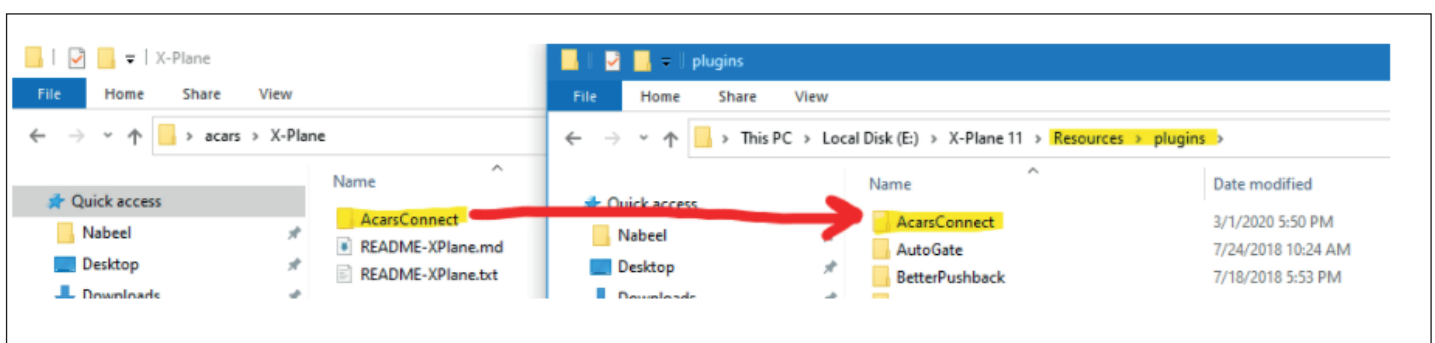 X-Plane
File Home Share View
acars > X-Plane
Name
Quick access
AcarsConnect
Nabeel
README-XPlane.md
Desktop
README-XPlane.txt
Downloads
plugins
File Home Share View
This PC > Local Disk (E:) > X-Plane 11 > Resources > plugins >
Name Date modified
Quick access
AcarsConnect 3/1/2020 5:50 PM
Nabeel
AutoGate 7/24/2018 10:24 AM
Desktop
BetterPushback 7/18/2018 5:53 PM
Downloads